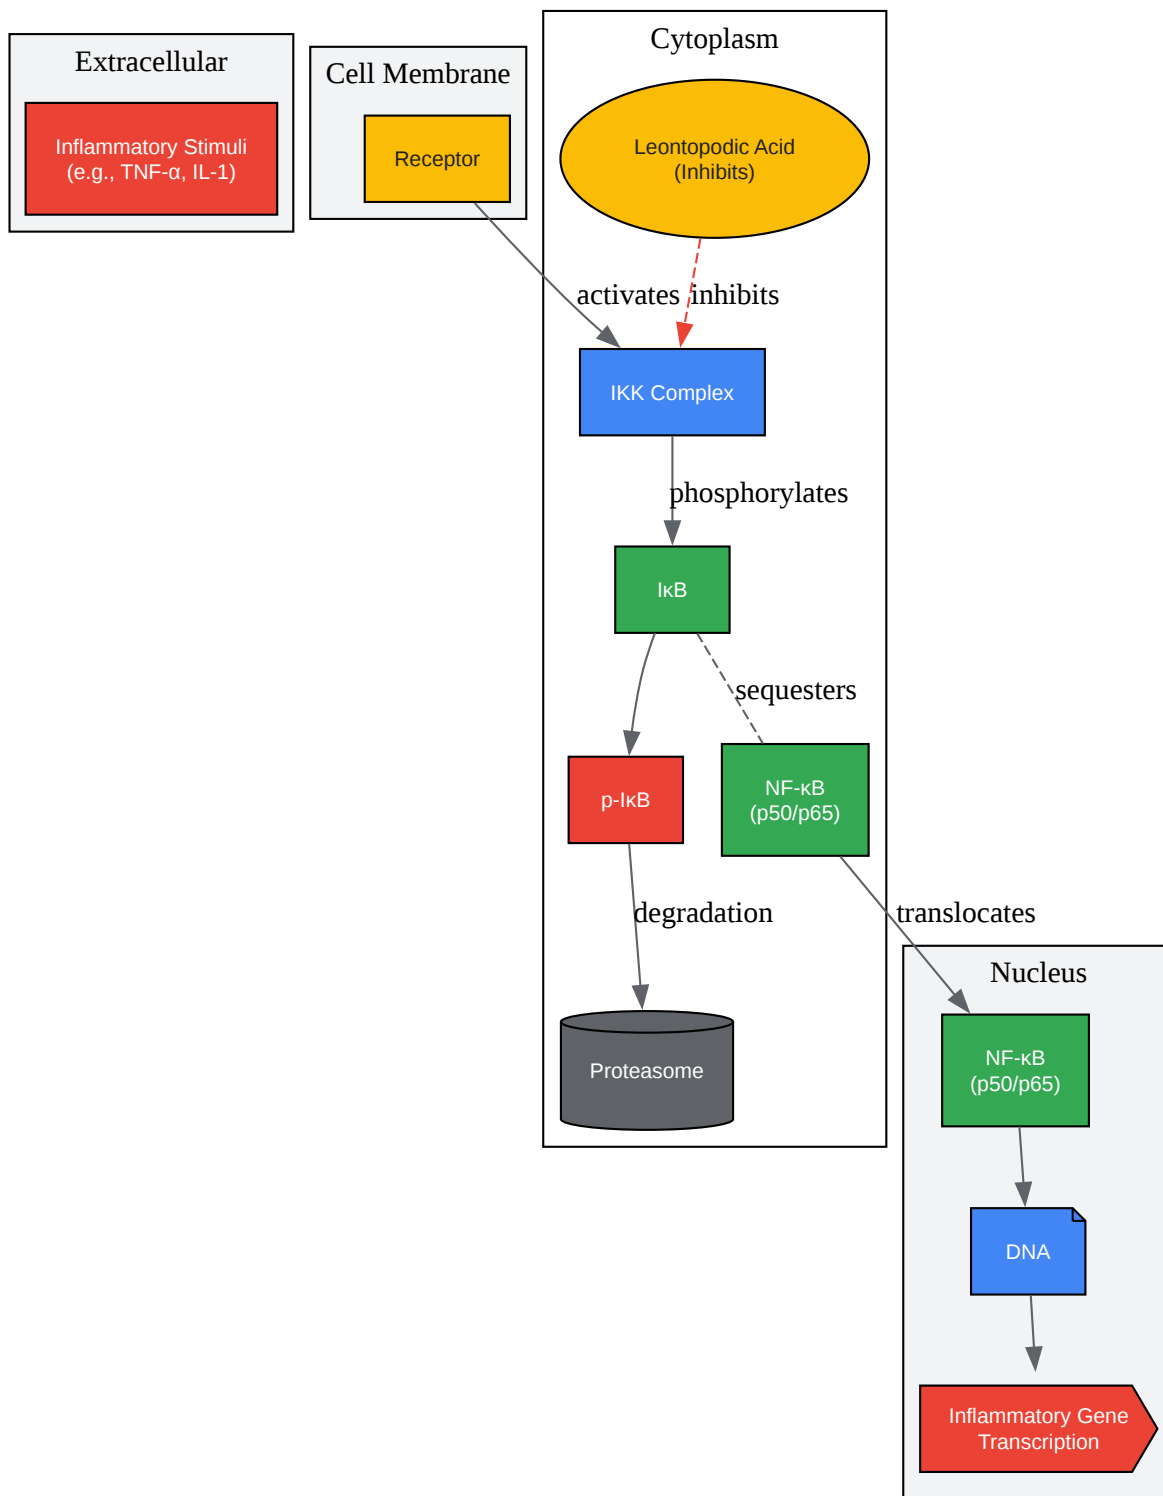 Extracellular
Inflammatory Stimuli
(e.g., TNF-α, IL-1)
Cell Membrane
Receptor
Cytoplasm
Leontopodic Acid
(Inhibits)
activates
inhibits
IKK Complex
phosphorylates
IκB
sequesters
p-IκB
NF-κB
(p50/p65)
degradation
translocates
Proteasome
Nucleus
NF-κB
(p50/p65)
DNA
Inflammatory Gene
Transcription